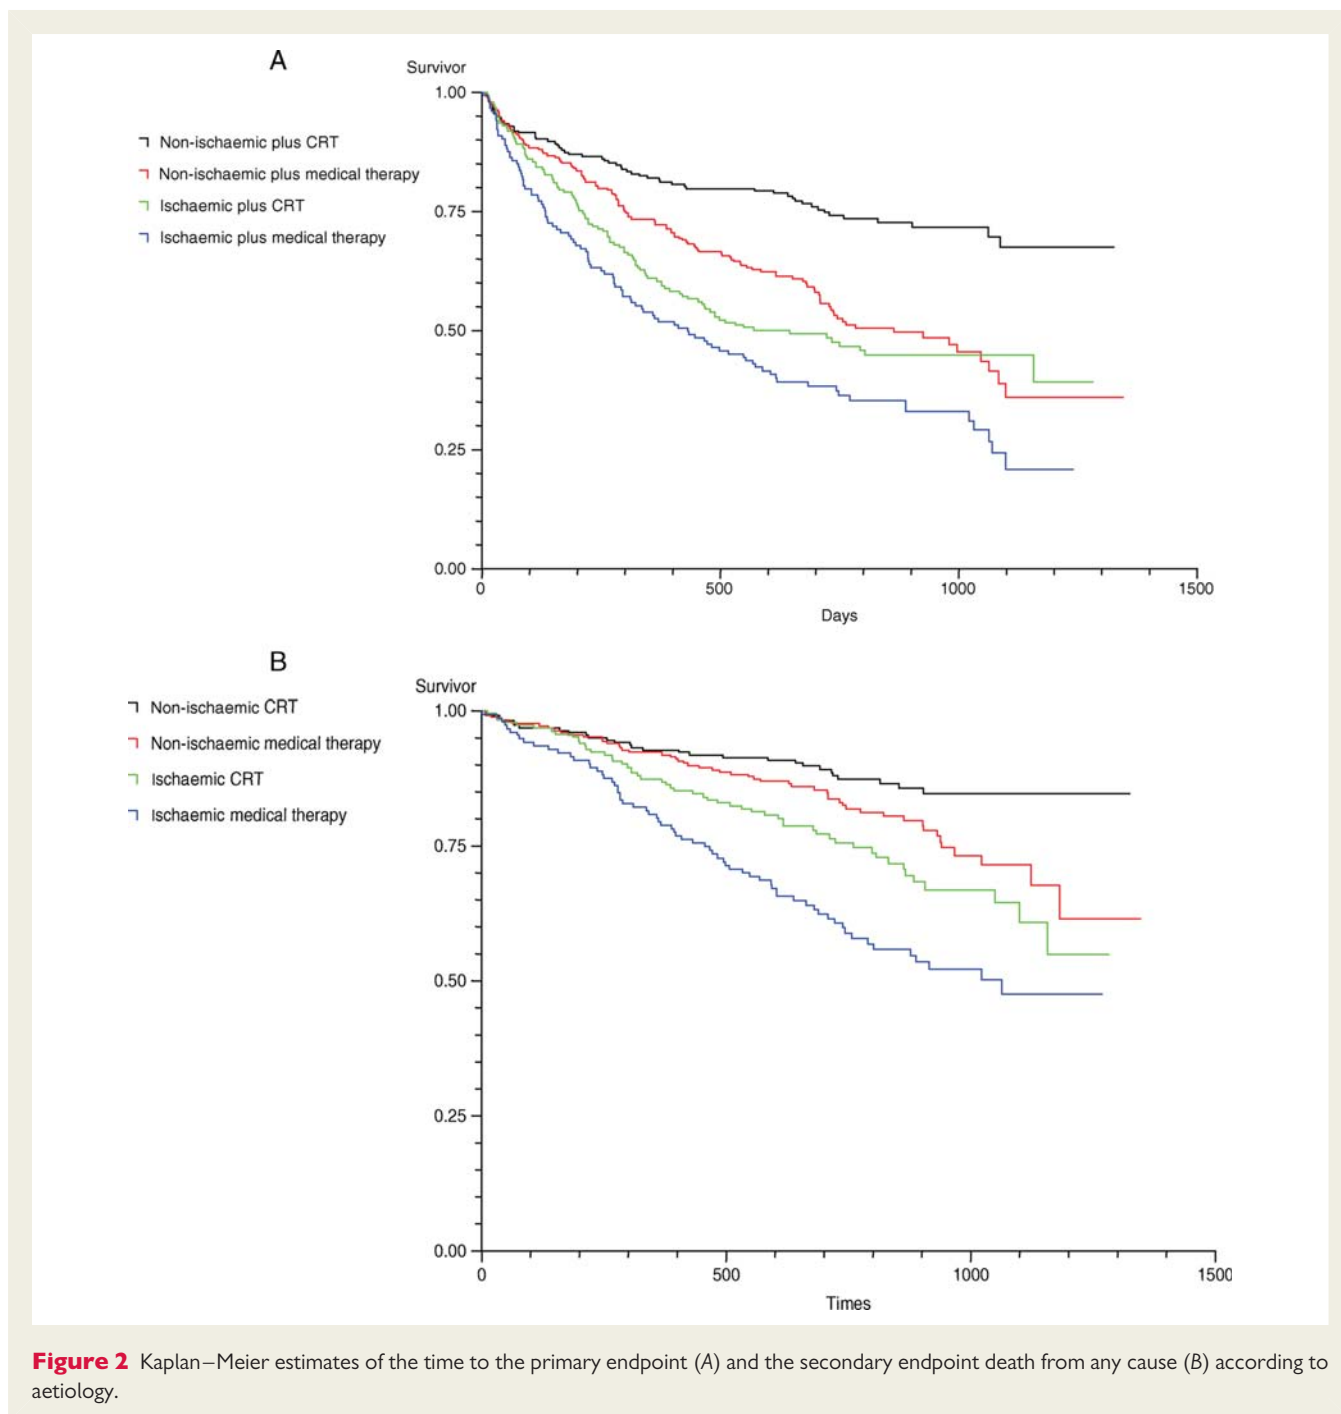 A
Survivor
1.00
Non-ischaemic plus CRT
Non-ischaemic plus medical therapy
Ischaemic plus CRT
Ischaemic plus medical therapy
0.75
0.50
0.25
0.00
0 500 1000 1500
Days
B
Survivor
1.00
Non-ischaemic CRT
Non-ischaemic medical therapy
Ischaemic CRT
Ischaemic medical therapy
0.75
0.50
0.25
0.00
0 500 1000 1500
Times
Figure 2 Kaplan–Meier estimates of the time to the primary endpoint (A) and the secondary endpoint death from any cause (B) according to
aetiology.